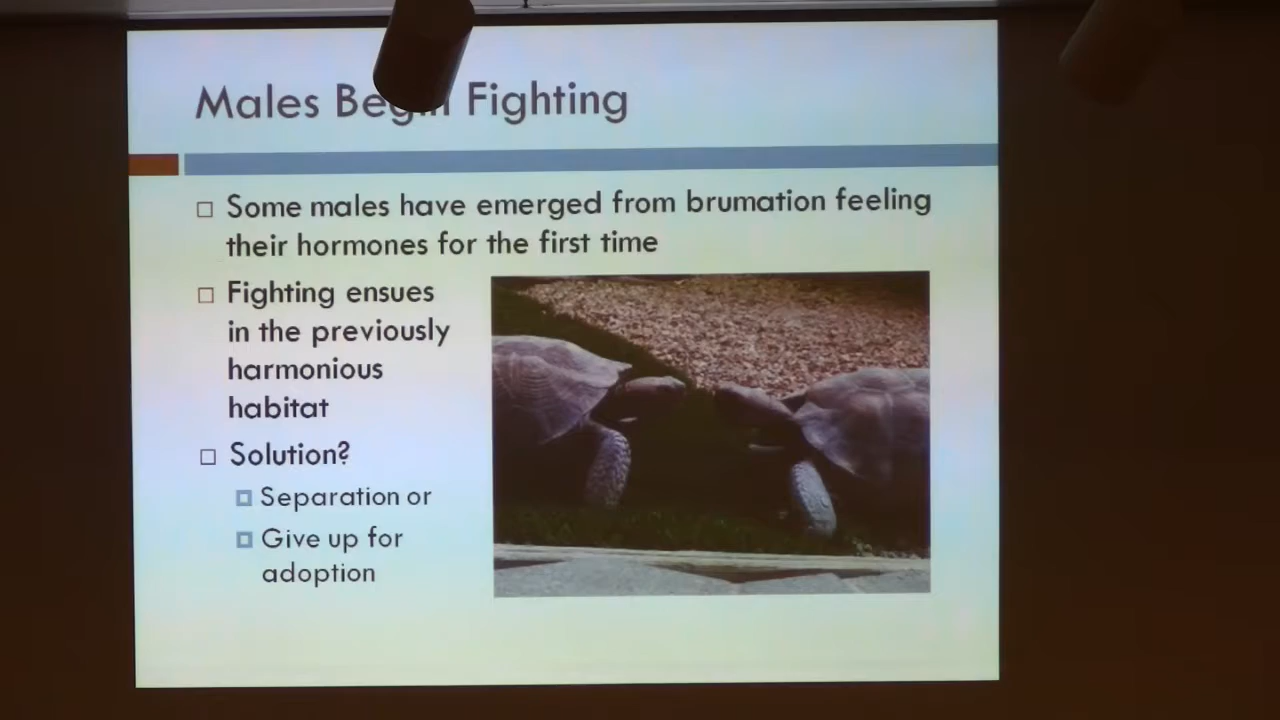 Males Begin Fighting
Some males have emerged from brumation feeling
their hormones for the first time
Fighting ensues
in the previously
harmonious
habitat
Solution?
Separation or
Give up for
adoption